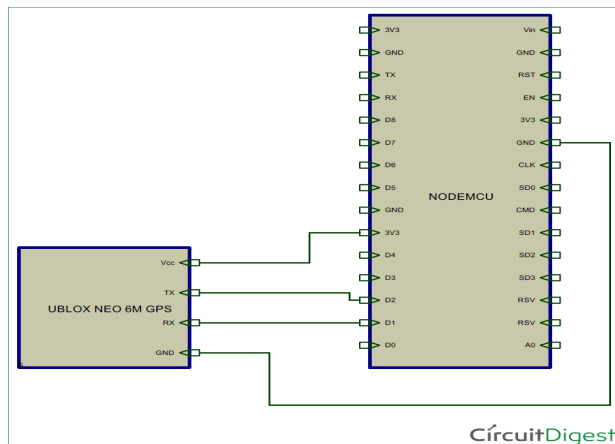 3V3
GND
TX
RX
D8
D7
D6
D5
GND
3V3
D4
D3
D2
D1
D0
NODEMCU
Vin
GND
RST
EN
3V3
GND
CLK
SD0
CMD
SD1
SD2
SD3
RSV
RSV
A0
UBLOX NEO 6M GPS
Vcc
TX
RX
GND
CírcuitDigest